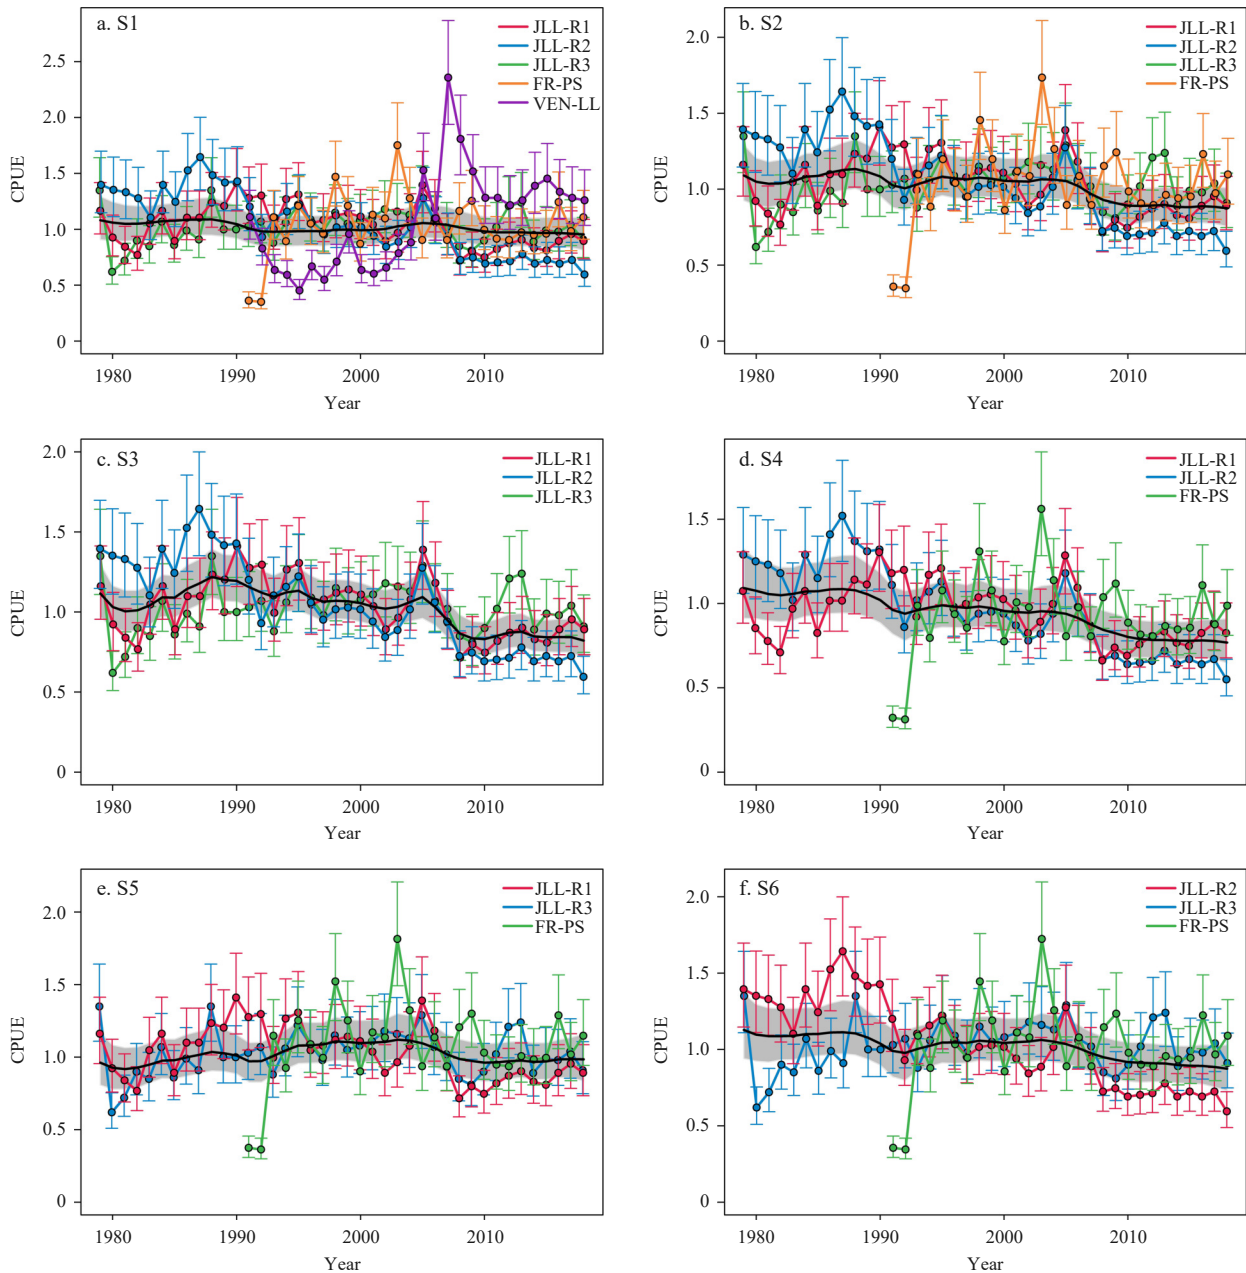 a. S1
JLL-R1
JLL-R2
JLL-R3
FR-PS
VEN-LL
CPUE
2.5
2.0
1.5
1.0
0.5
0
1980 1990 2000 2010
Year
b. S2
JLL-R1
JLL-R2
JLL-R3
FR-PS
CPUE
2.0
1.5
1.0
0.5
0
1980 1990 2000 2010
Year
c. S3
JLL-R1
JLL-R2
JLL-R3
CPUE
2.0
1.5
1.0
0.5
0
1980 1990 2000 2010
Year
d. S4
JLL-R1
JLL-R2
FR-PS
CPUE
1.5
1.0
0.5
0
1980 1990 2000 2010
Year
e. S5
JLL-R1
JLL-R3
FR-PS
CPUE
2.0
1.5
1.0
0.5
0
1980 1990 2000 2010
Year
f. S6
JLL-R2
JLL-R3
FR-PS
CPUE
2.0
1.5
1.0
0.5
0
1980 1990 2000 2010
Year